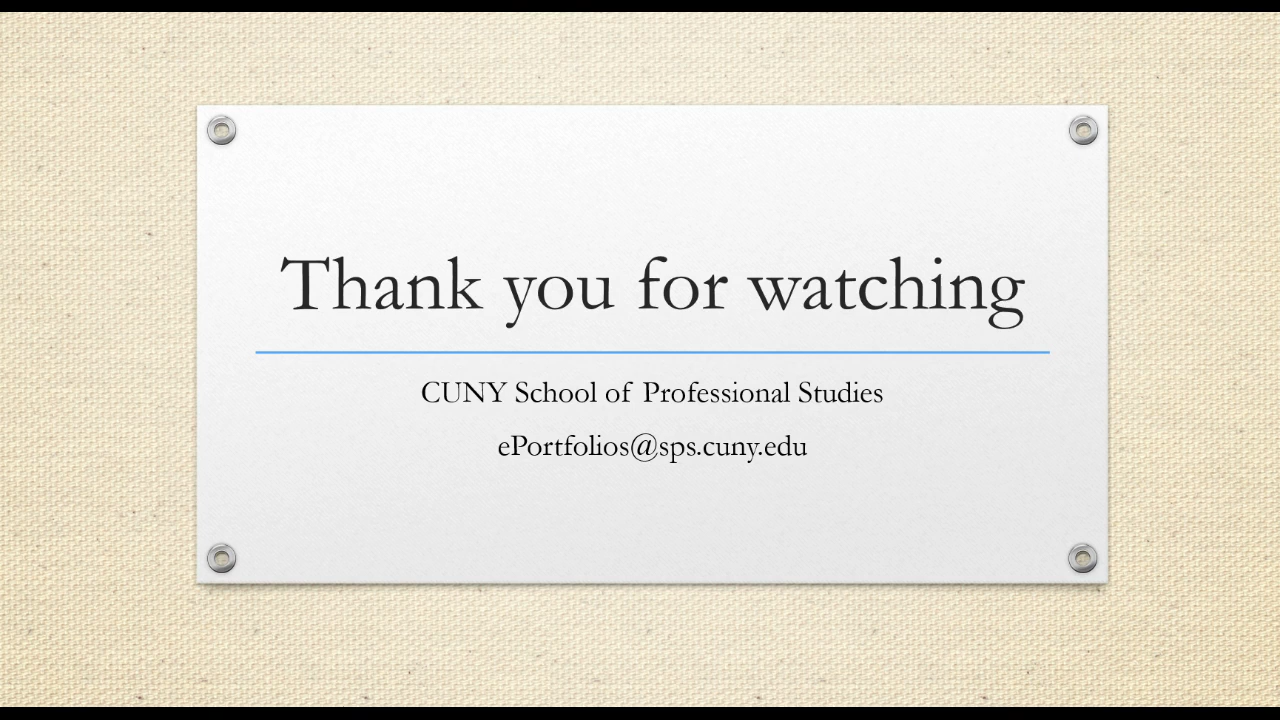 Thank you for watching
CUNY School of Professional Studies
ePortfolios@sps.cuny.edu